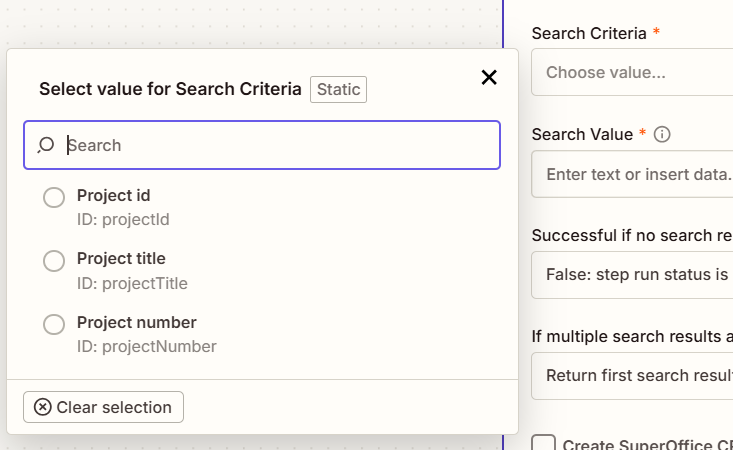 Select value for Search Criteria Static
Search
Project id
ID: projectId
Project title
ID: projectTitle
Project number
ID: projectNumber
Clear selection
Search Criteria *
Choose value...
Search Value *
Enter text or insert data.
Successful if no search re
False: step run status is
If multiple search results a
Return first search resul
Create SuperOffice CR